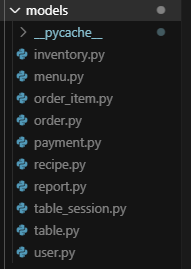 models
__pycache__
inventory.py
menu.py
order_item.py
order.py
payment.py
recipe.py
report.py
table_session.py
table.py
user.py